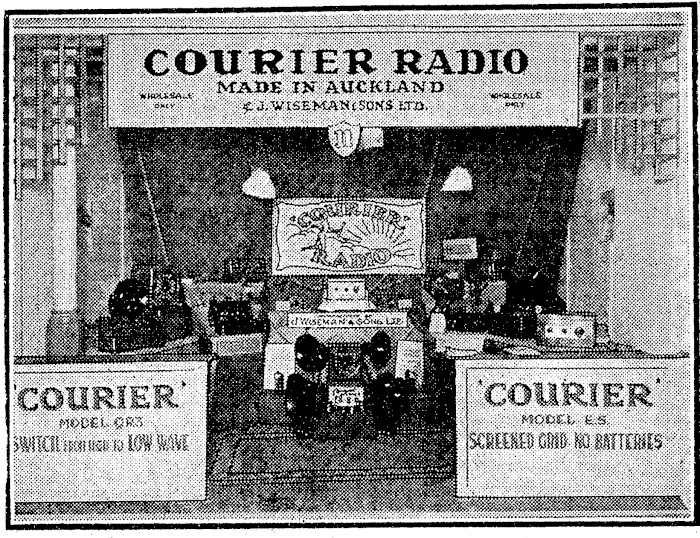 COURIER RADIO
MADE IN AUCKLAND
WHOLESALE
ONLY
J. WISEMAN & SONS LTD.
WHOLESALE
ONLY
'COURIER'
RADIO
J. WISEMAN & SONS LTD
'COURIER'
MODEL
SWITCH FROM HIGH TO LOW WAVE
'COURIER'
MODEL E.S.
SCREENED GRID NO BATTERIES